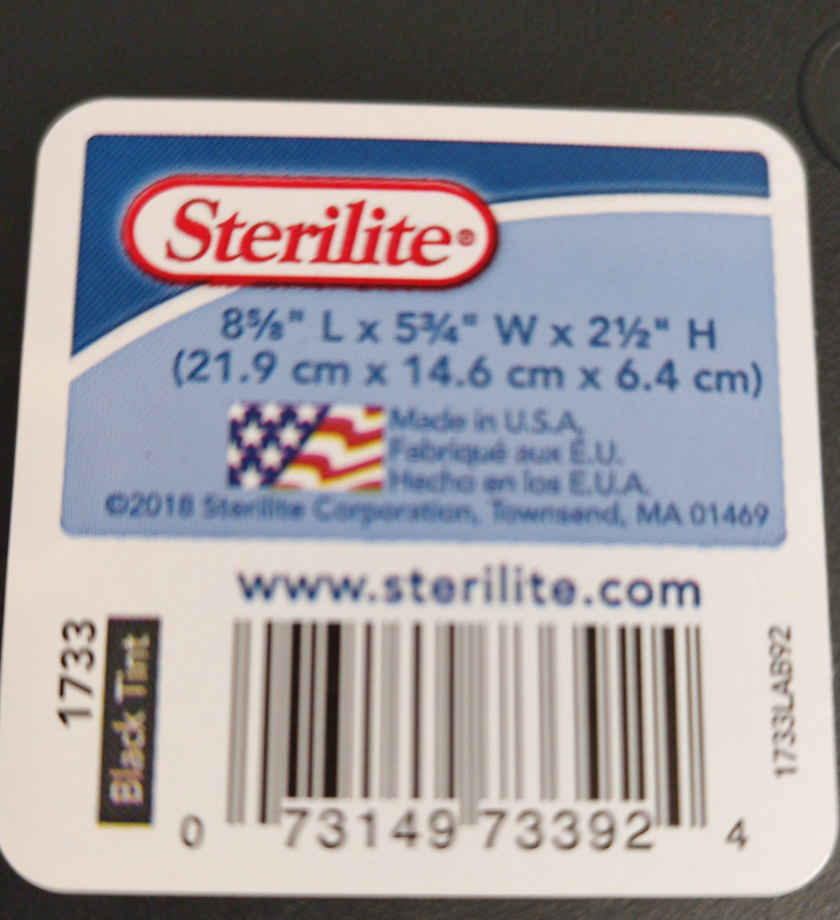 Sterilite®
8⅝" L x 5¾" W x 2½" H
(21.9 cm x 14.6 cm x 6.4 cm)
Made in U.S.A.
Fabriqué aux É.U.
Hecho en los E.U.A.
©2018 Sterilite Corporation, Townsend, MA 01469
www.sterilite.com
1733
Black Tint
1733LAB92
0 73149 73392 4